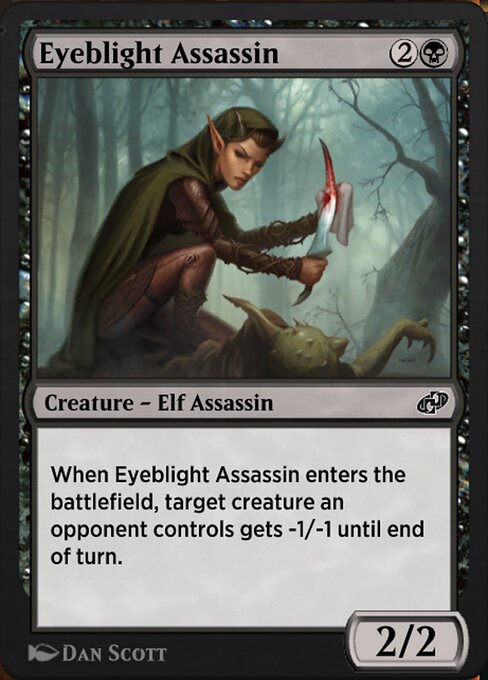 Eyeblight Assassin 2
Creature – Elf Assassin
When Eyeblight Assassin enters the
battlefield, target creature an
opponent controls gets -1/-1 until end
of turn.
2/2
Dan Scott